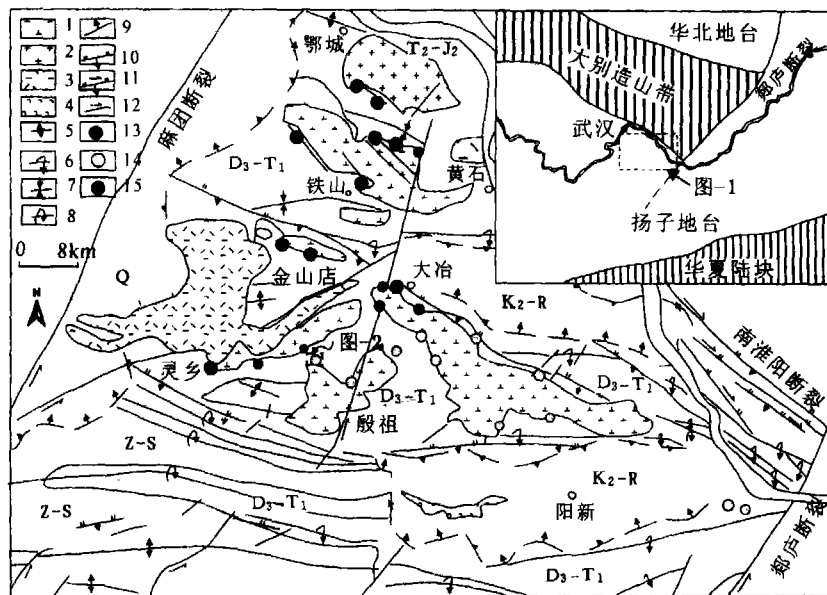 1 9
2 10
3 11
4 12
5 13
6 14
7 15
8
0 8km
N
鄂城
T₂-J₂
麻团断裂
D₃-T₁
铁山
黄石
Q
金山店
大冶
K₂-R
灵乡
图-2
D₃-T₁
D₃-T₁
殷祖
Z-S
K₂-R
D₃-T₁
Z-S
阳新
D₃-T₁
南淮阳断裂
郯庐断裂
华北地台
大别造山带
郯庐断裂
武汉
图-1
扬子地台
华夏陆块